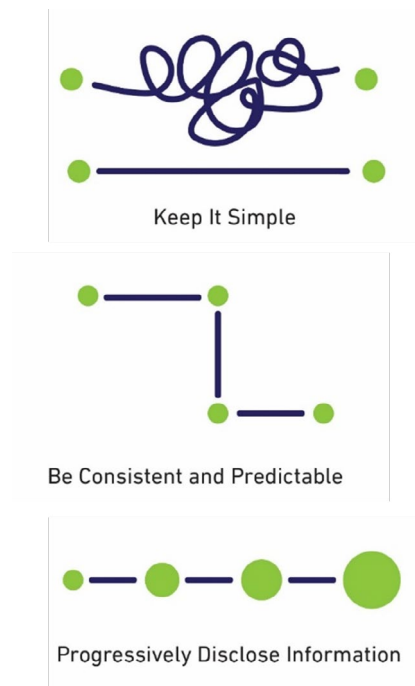 Keep It Simple
Be Consistent and Predictable
Progressively Disclose Information